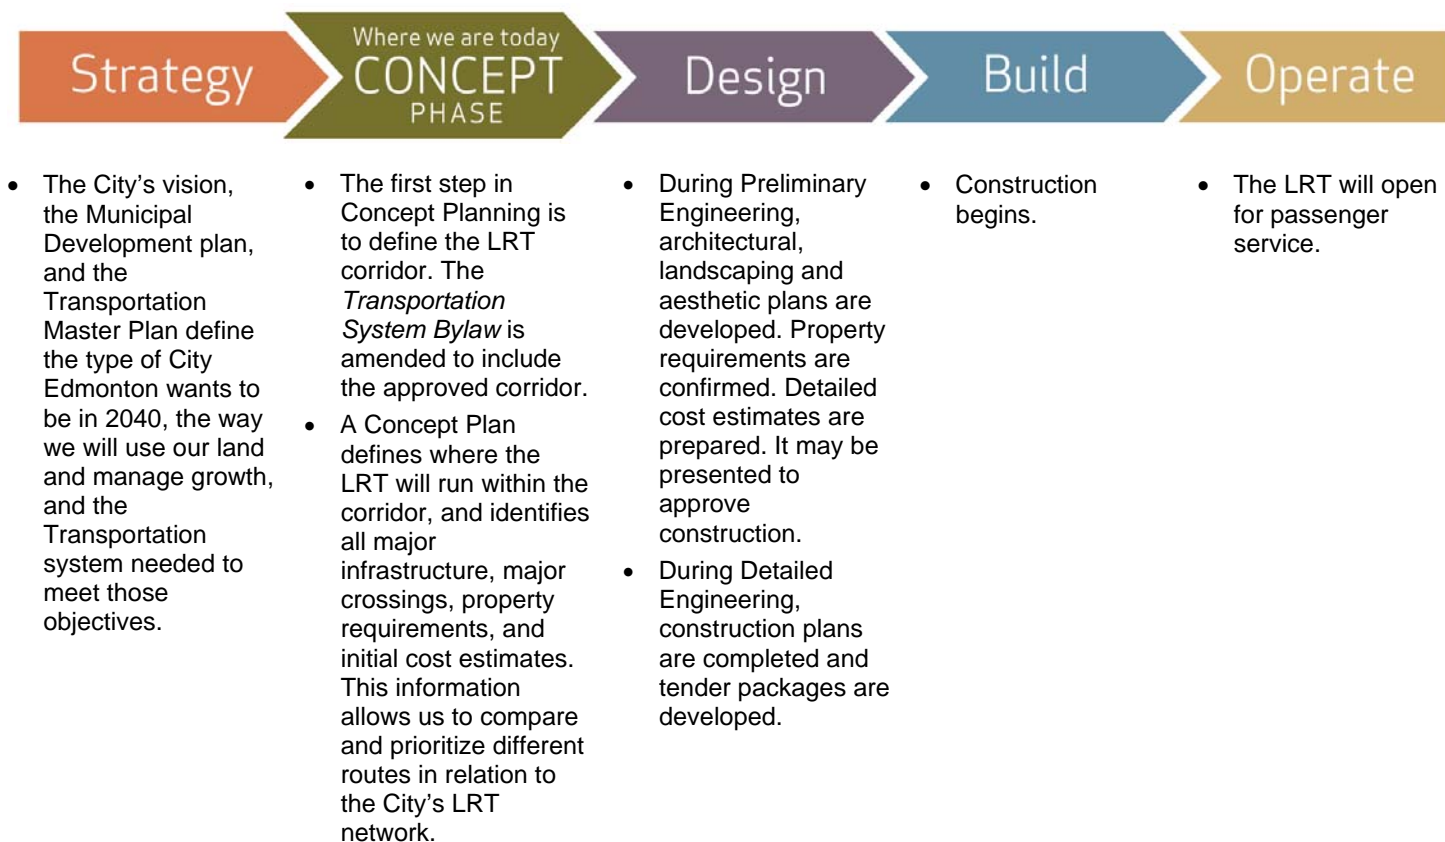 Strategy
Where we are today
CONCEPT
PHASE
Design
Build
Operate
• The City’s vision,
the Municipal
Development plan,
and the
Transportation
Master Plan define
the type of City
Edmonton wants to
be in 2040, the way
we will use our land
and manage growth,
and the
Transportation
system needed to
meet those
objectives.
• The first step in
Concept Planning is
to define the LRT
corridor. The
Transportation
System Bylaw is
amended to include
the approved corridor.
• A Concept Plan
defines where the
LRT will run within the
corridor, and identifies
all major
infrastructure, major
crossings, property
requirements, and
initial cost estimates.
This information
allows us to compare
and prioritize different
routes in relation to
the City’s LRT
network.
• During Preliminary
Engineering,
architectural,
landscaping and
aesthetic plans are
developed. Property
requirements are
confirmed. Detailed
cost estimates are
prepared. It may be
presented to
approve
construction.
• During Detailed
Engineering,
construction plans
are completed and
tender packages are
developed.
• Construction
begins.
• The LRT will open
for passenger
service.